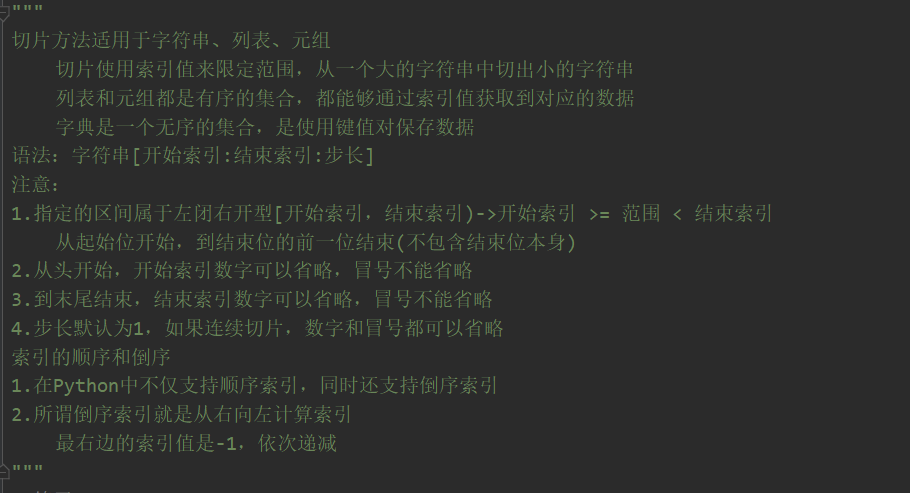 """
切片方法适用于字符串、列表、元组
切片使用索引值来限定范围，从一个大的字符串中切出小的字符串
列表和元组都是有序的集合，都能够通过索引值获取到对应的数据
字典是一个无序的集合，是使用键值对保存数据
语法：字符串[开始索引:结束索引:步长]
注意：
1.指定的区间属于左闭右开型[开始索引，结束索引)->开始索引 >= 范围 < 结束索引
从起始位开始，到结束位的前一位结束(不包含结束位本身)
2.从头开始，开始索引数字可以省略，冒号不能省略
3.到末尾结束，结束索引数字可以省略，冒号不能省略
4.步长默认为1，如果连续切片，数字和冒号都可以省略
索引的顺序和倒序
1.在Python中不仅支持顺序索引，同时还支持倒序索引
2.所谓倒序索引就是从右向左计算索引
最右边的索引值是-1，依次递减
"""